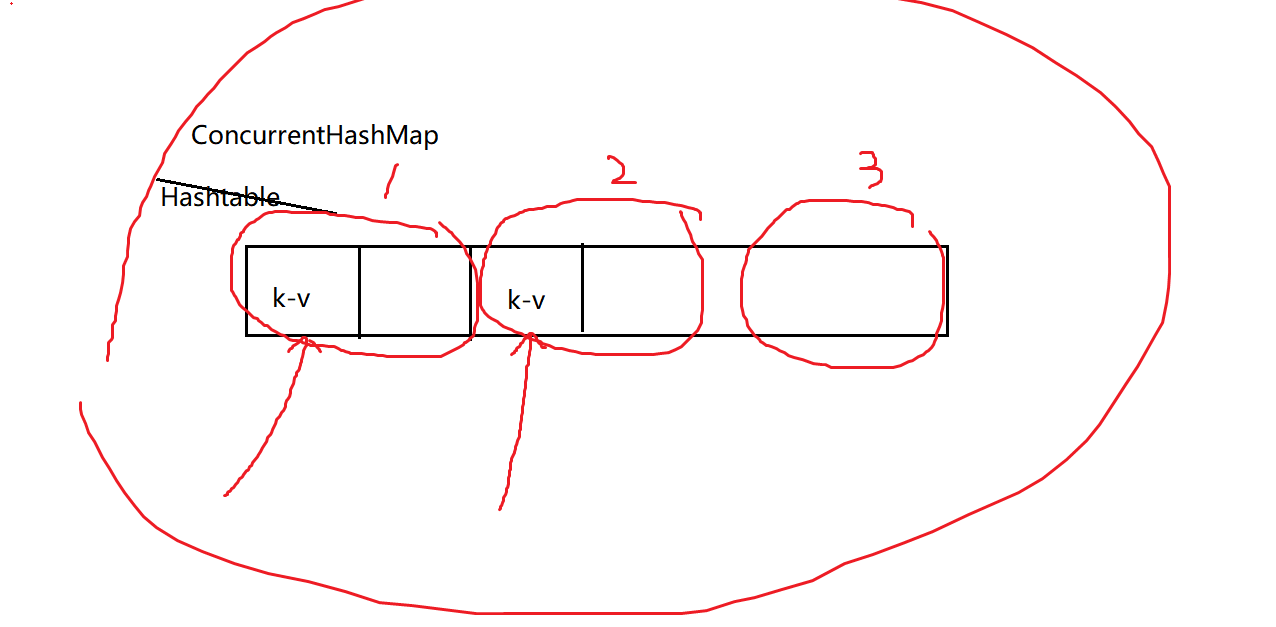 ConcurrentHashMap
1 2 3
Hashtable
k-v k-v